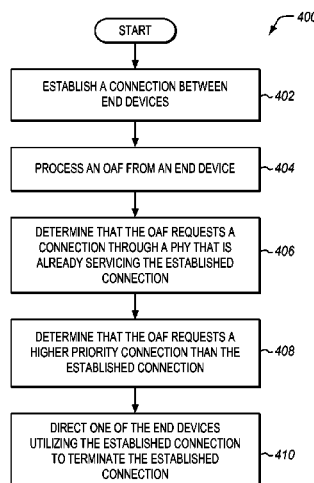 400
START
ESTABLISH A CONNECTION BETWEEN
END DEVICES
402
PROCESS AN OAF FROM AN END DEVICE
404
DETERMINE THAT THE OAF REQUESTS A
CONNECTION THROUGH A PHY THAT IS
ALREADY SERVICING THE ESTABLISHED
CONNECTION
406
DETERMINE THAT THE OAF REQUESTS A
HIGHER PRIORITY CONNECTION THAN THE
ESTABLISHED CONNECTION
408
DIRECT ONE OF THE END DEVICES
UTILIZING THE ESTABLISHED CONNECTION
TO TERMINATE THE ESTABLISHED
CONNECTION
410